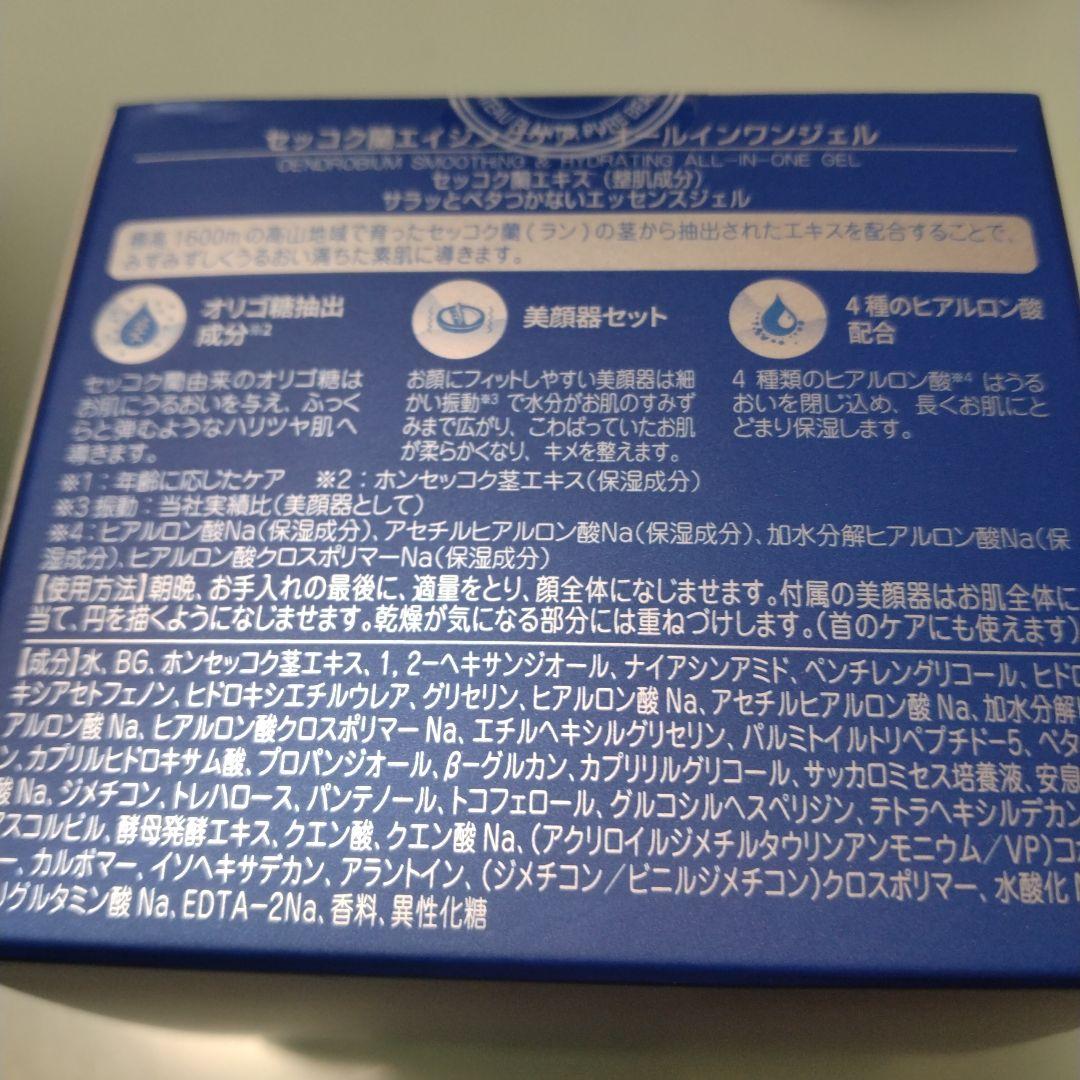 セッコク蘭エイジングケア オールインワンジェル
DENDROBIUM SMOOTHING & HYDRATING ALL-IN-ONE GEL
セッコク蘭エキス（整肌成分）
サラッとベタつかないエッセンスジェル
標高1600mの高山地域で育ったセッコク蘭(ラン)の茎から抽出されたエキスを配合することで、
みずみずしくうるおい満ちた素肌に導きます。
オリゴ糖抽出
成分※2
セッコク蘭由来のオリゴ糖は
お肌にうるおいを与え、ふっく
らと弾むようなハリツヤ肌へ
導きます。
美顔器セット
お顔にフィットしやすい美顔器は細
かい振動※3 で水分がお肌のすみず
みまで広がり、こわばっていたお肌
が柔らかくなり、キメを整えます。
4種のヒアルロン酸
配合
4 種類のヒアルロン酸※4 はうる
おいを閉じ込め、長くお肌にと
どまり保湿します。
※1：年齢に応じたケア ※2：ホンセッコク茎エキス(保湿成分)
※3振動：当社実績比(美顔器として)
※4：ヒアルロン酸Na(保湿成分)、アセチルヒアルロン酸Na(保湿成分)、加水分解ヒアルロン酸Na(保
湿成分)、ヒアルロン酸クロスポリマーNa(保湿成分)
【使用方法】朝晩、お手入れの最後に、適量をとり、顔全体になじませます。付属の美顔器はお肌全体に
当て、円を描くようになじませます。乾燥が気になる部分には重ねづけします。(首のケアにも使えます)
【成分】水、BG、ホンセッコク茎エキス、1,2-ヘキサンジオール、ナイアシンアミド、ペンチレングリコール、ヒドロ
キシアセトフェノン、ヒドロキシエチルウレア、グリセリン、ヒアルロン酸Na、アセチルヒアルロン酸Na、加水分解
アルロン酸Na、ヒアルロン酸クロスポリマーNa、エチルヘキシルグリセリン、パルミトイルトリペプチド-5、ベタ
ン、カプリルヒドロキサム酸、プロパンジオール、β-グルカン、カプリリルグリコール、サッカロミセス培養液、安息
酸Na、ジメチコン、トレハロース、パンテノール、トコフェロール、グルコシルヘスペリジン、テトラヘキシルデカン
アスコルビル、酵母発酵エキス、クエン酸、クエン酸Na、(アクリロイルジメチルタウリンアンモニウム/VP)コポ
ー、カルボマー、イソヘキサデカン、アラントイン、(ジメチコン/ビニルジメチコン)クロスポリマー、水酸化
リグルタミン酸Na、EDTA-2Na、香料、異性化糖